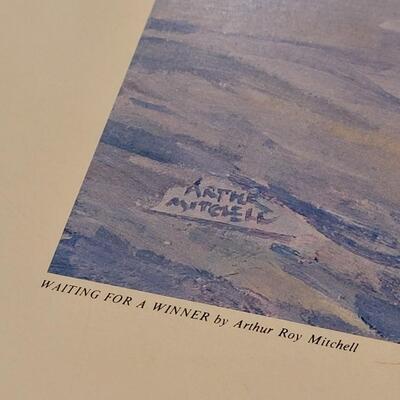 ARTHUR
MITCHELL
WAITING FOR A WINNER by Arthur Roy Mitchell